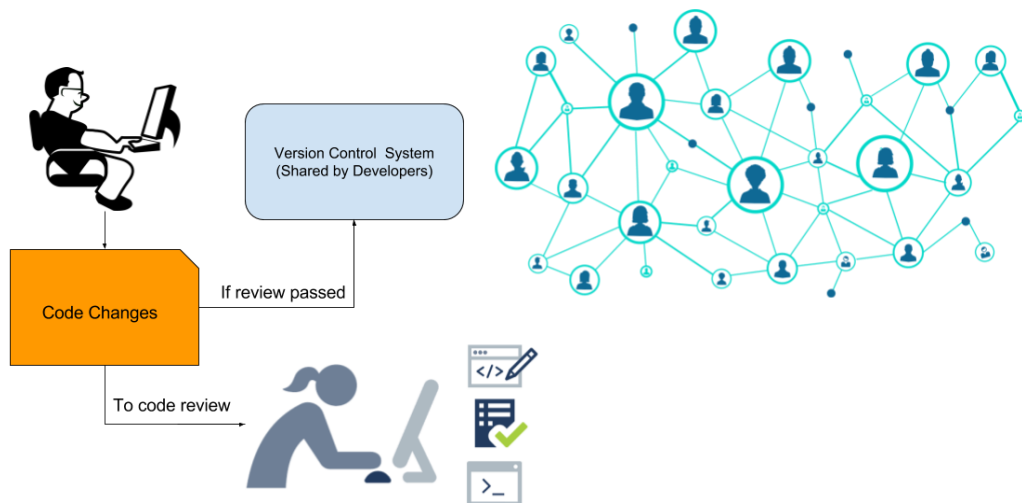 Version Control  System
(Shared by Developers)
Code Changes
If review passed
To code review
</>
>_